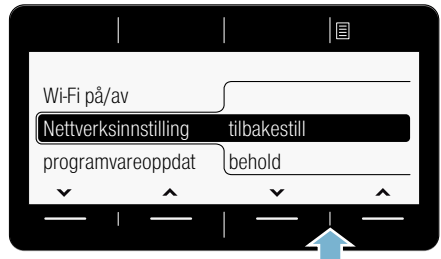 Wi-Fi på/av
Nettverksinnstilling tilbakestill
programvareoppdat behold